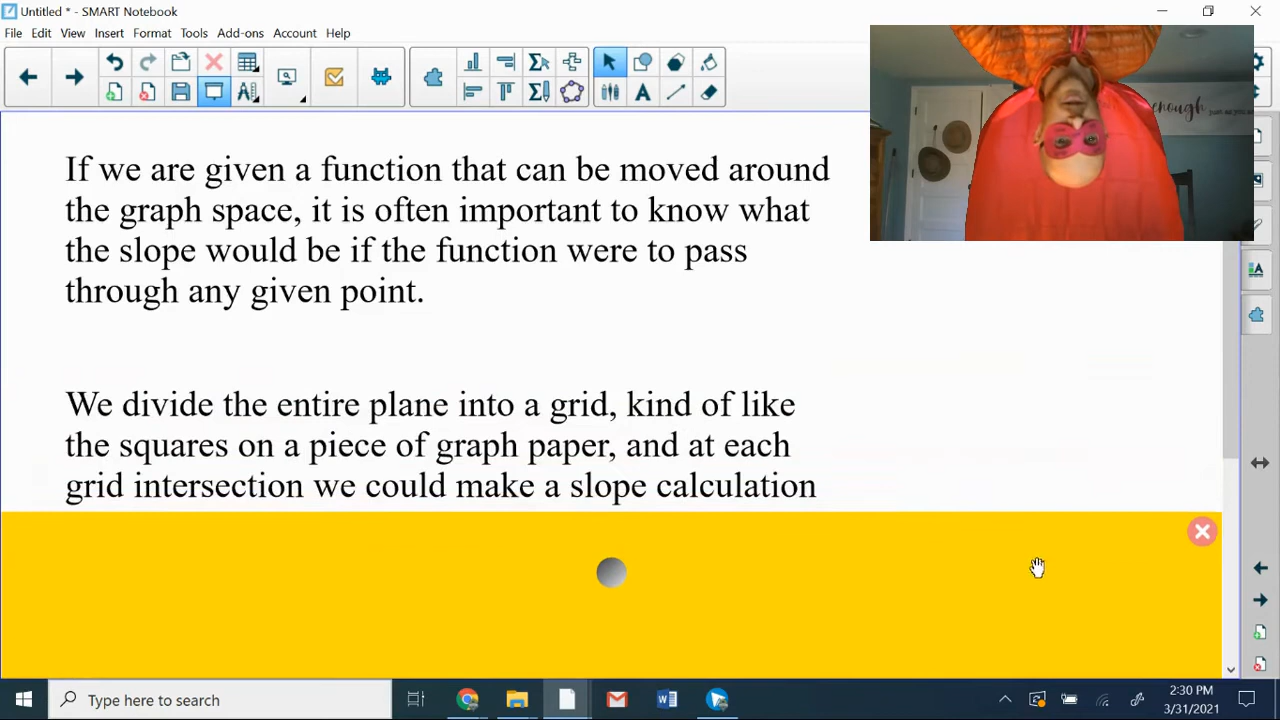 Untitled * - SMART Notebook
File Edit View Insert Format Tools Add-ons Account Help
enough
If we are given a function that can be moved around
the graph space, it is often important to know what
the slope would be if the function were to pass
through any given point.
We divide the entire plane into a grid, kind of like
the squares on a piece of graph paper, and at each
grid intersection we could make a slope calculation
Type here to search
2:30 PM
3/31/2021